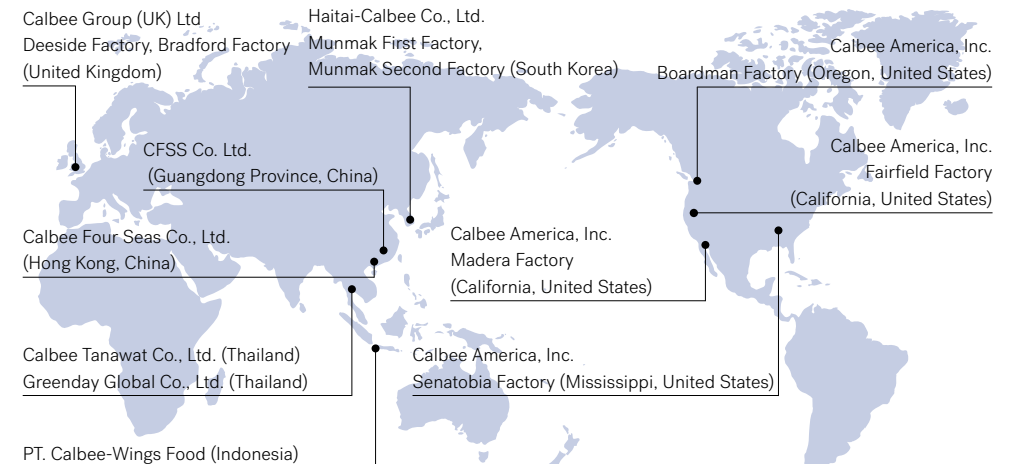 Calbee Group (UK) Ltd
Deeside Factory, Bradford Factory
(United Kingdom)
Haitai-Calbee Co., Ltd.
Munmak First Factory,
Munmak Second Factory (South Korea)
Calbee America, Inc.
Boardman Factory (Oregon, United States)
CFSS Co. Ltd.
(Guangdong Province, China)
Calbee America, Inc.
Fairfield Factory
(California, United States)
Calbee Four Seas Co., Ltd.
(Hong Kong, China)
Calbee America, Inc.
Madera Factory
(California, United States)
Calbee Tanawat Co., Ltd. (Thailand)
Greenday Global Co., Ltd. (Thailand)
Calbee America, Inc.
Senatobia Factory (Mississippi, United States)
PT. Calbee-Wings Food (Indonesia)